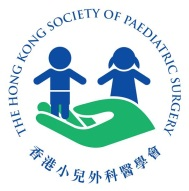 THE HONG KONG SOCIETY OF PAEDIATRIC SURGERY
香港小兒外科醫學會